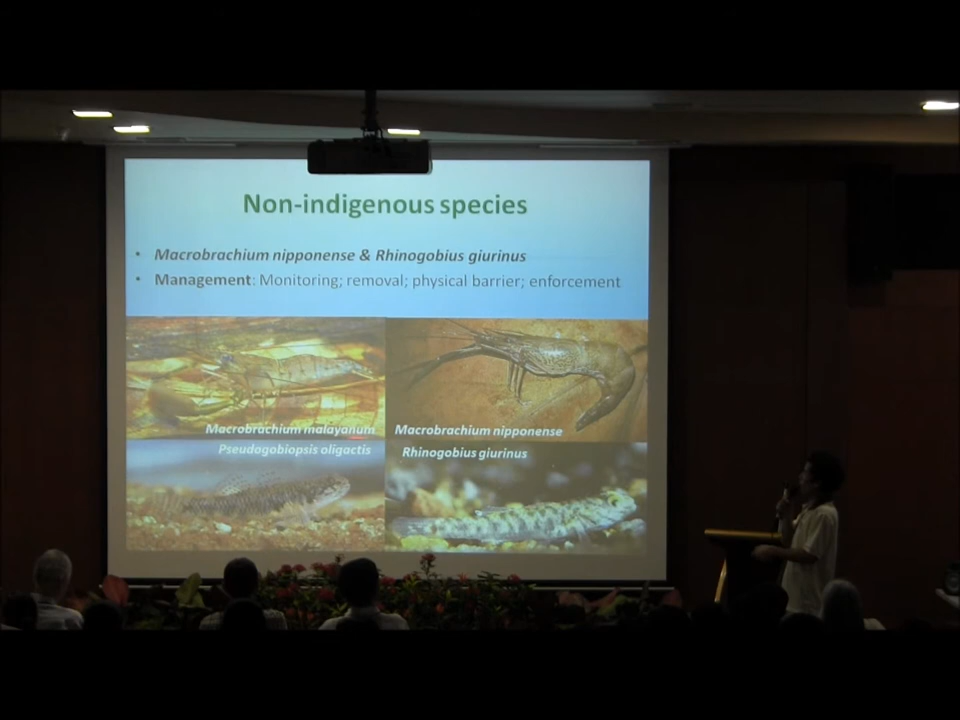 Non-indigenous species
• Macrobrachium nipponense & Rhinogobius giurinus
• Management: Monitoring; removal; physical barrier; enforcement
Macrobrachium malayanum
Macrobrachium nipponense
Pseudagobiopsis oligactis
Rhinogobius giurinus